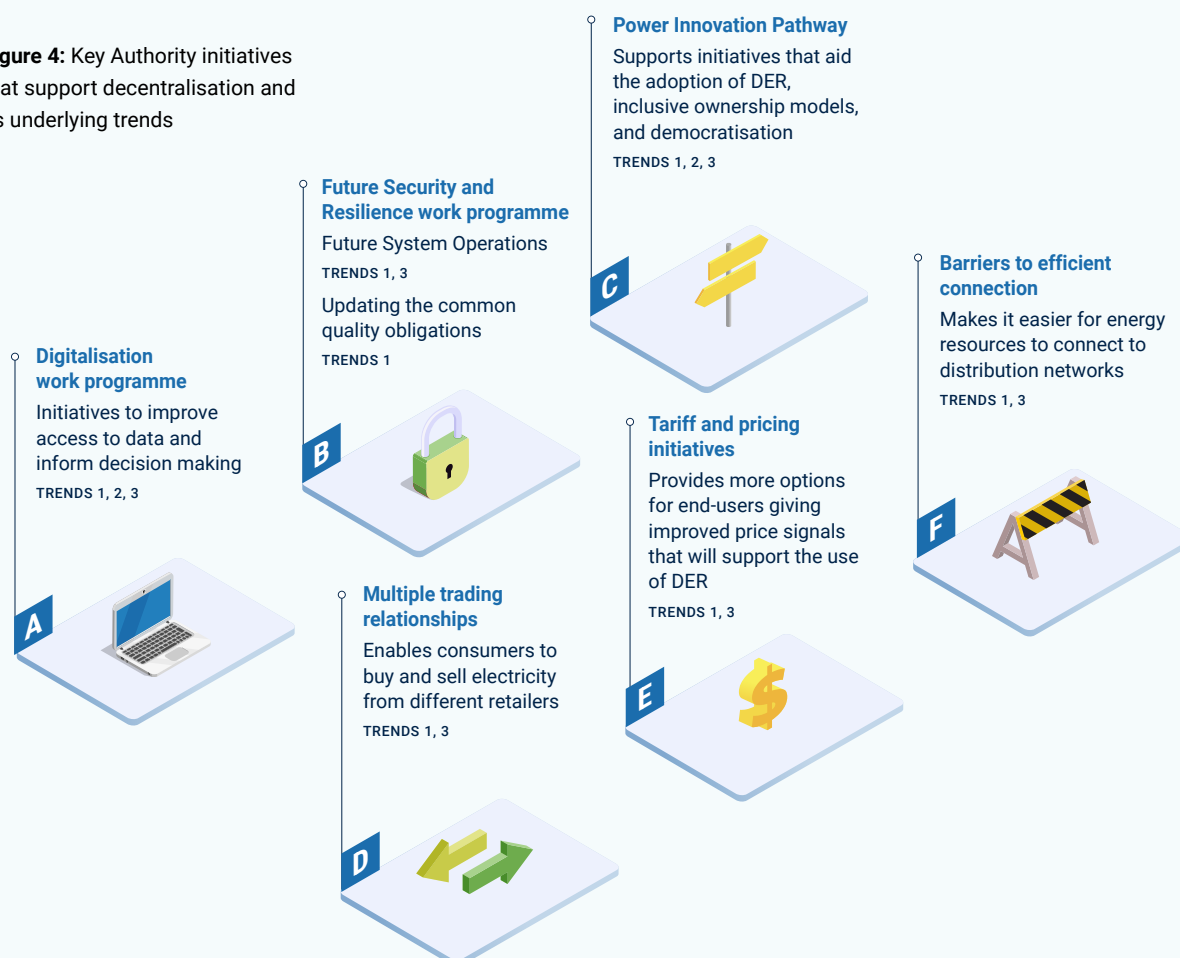 gure 4: Key Authority initiatives
at support decentralisation and
s underlying trends
Power Innovation Pathway
Supports initiatives that aid
the adoption of DER,
inclusive ownership models,
and democratisation
TRENDS 1, 2, 3
C
Future Security and
Resilience work programme
Future System Operations
TRENDS 1, 3
Updating the common
quality obligations
TRENDS 1
B
Barriers to efficient
connection
Makes it easier for energy
resources to connect to
distribution networks
TRENDS 1, 3
F
Digitalisation
work programme
Initiatives to improve
access to data and
inform decision making
TRENDS 1, 2, 3
A
Tariff and pricing
initiatives
Provides more options
for end-users giving
improved price signals
that will support the use
of DER
TRENDS 1, 3
E
$
Multiple trading
relationships
Enables consumers to
buy and sell electricity
from different retailers
TRENDS 1, 3
D